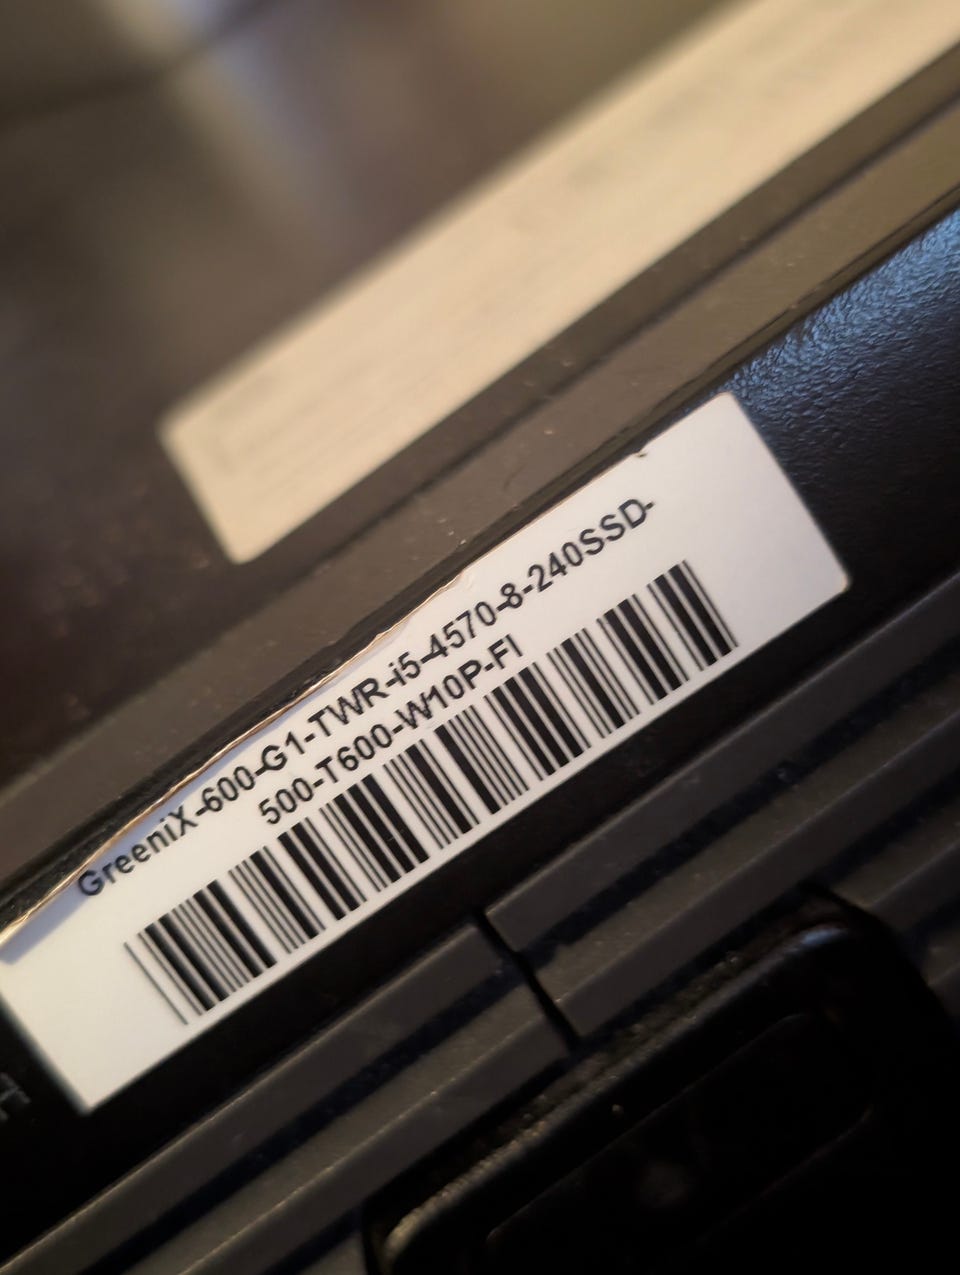 GreeniX-600-G1-TWR-i5-4570-8-240SSD-
500-T600-W10P-FI